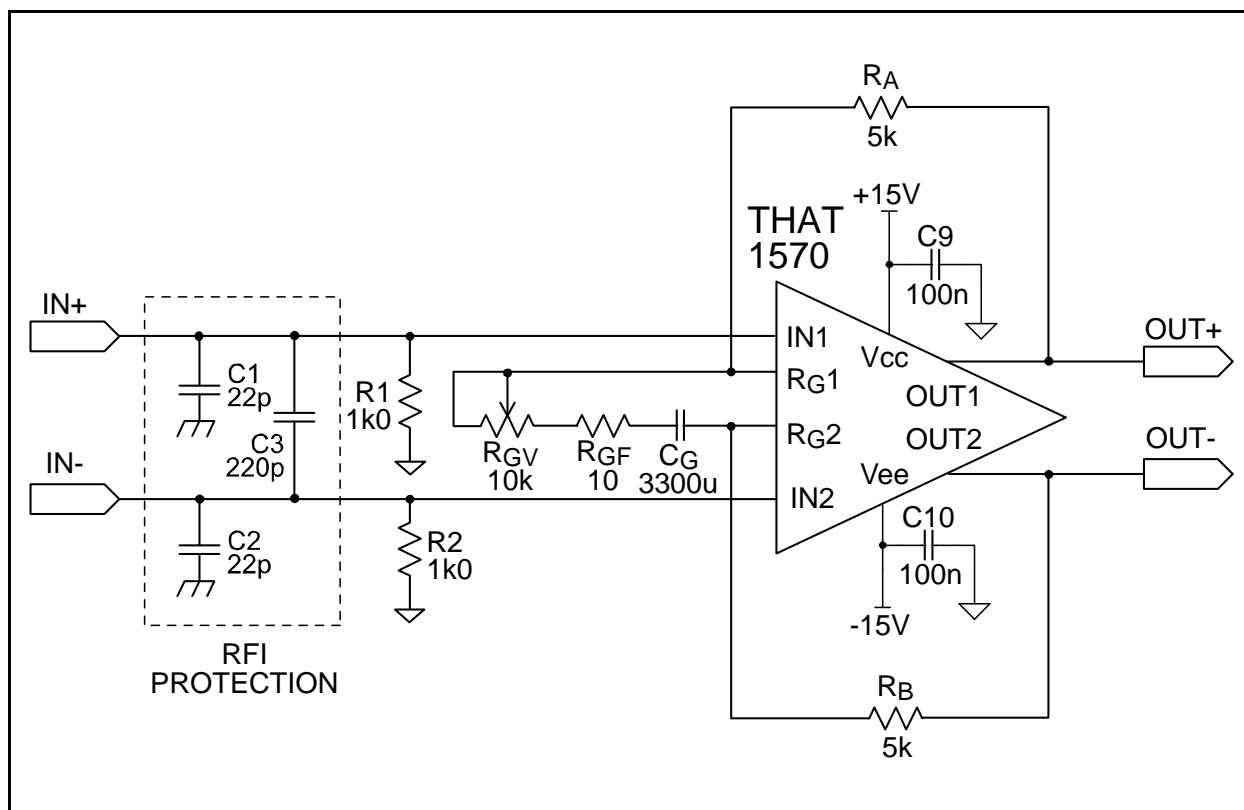 RA
5k
+15V
THAT
1570
C9
100n
IN+
OUT+
IN1
Vcc
C1
22p
R1
1k0
RG1
OUT1
C3
220p
RGV
10k
RGF
10
CG
3300u
RG2
OUT2
IN-
OUT-
Vee
IN2
C2
22p
R2
1k0
C10
100n
-15V
RFI
PROTECTION
RB
5k